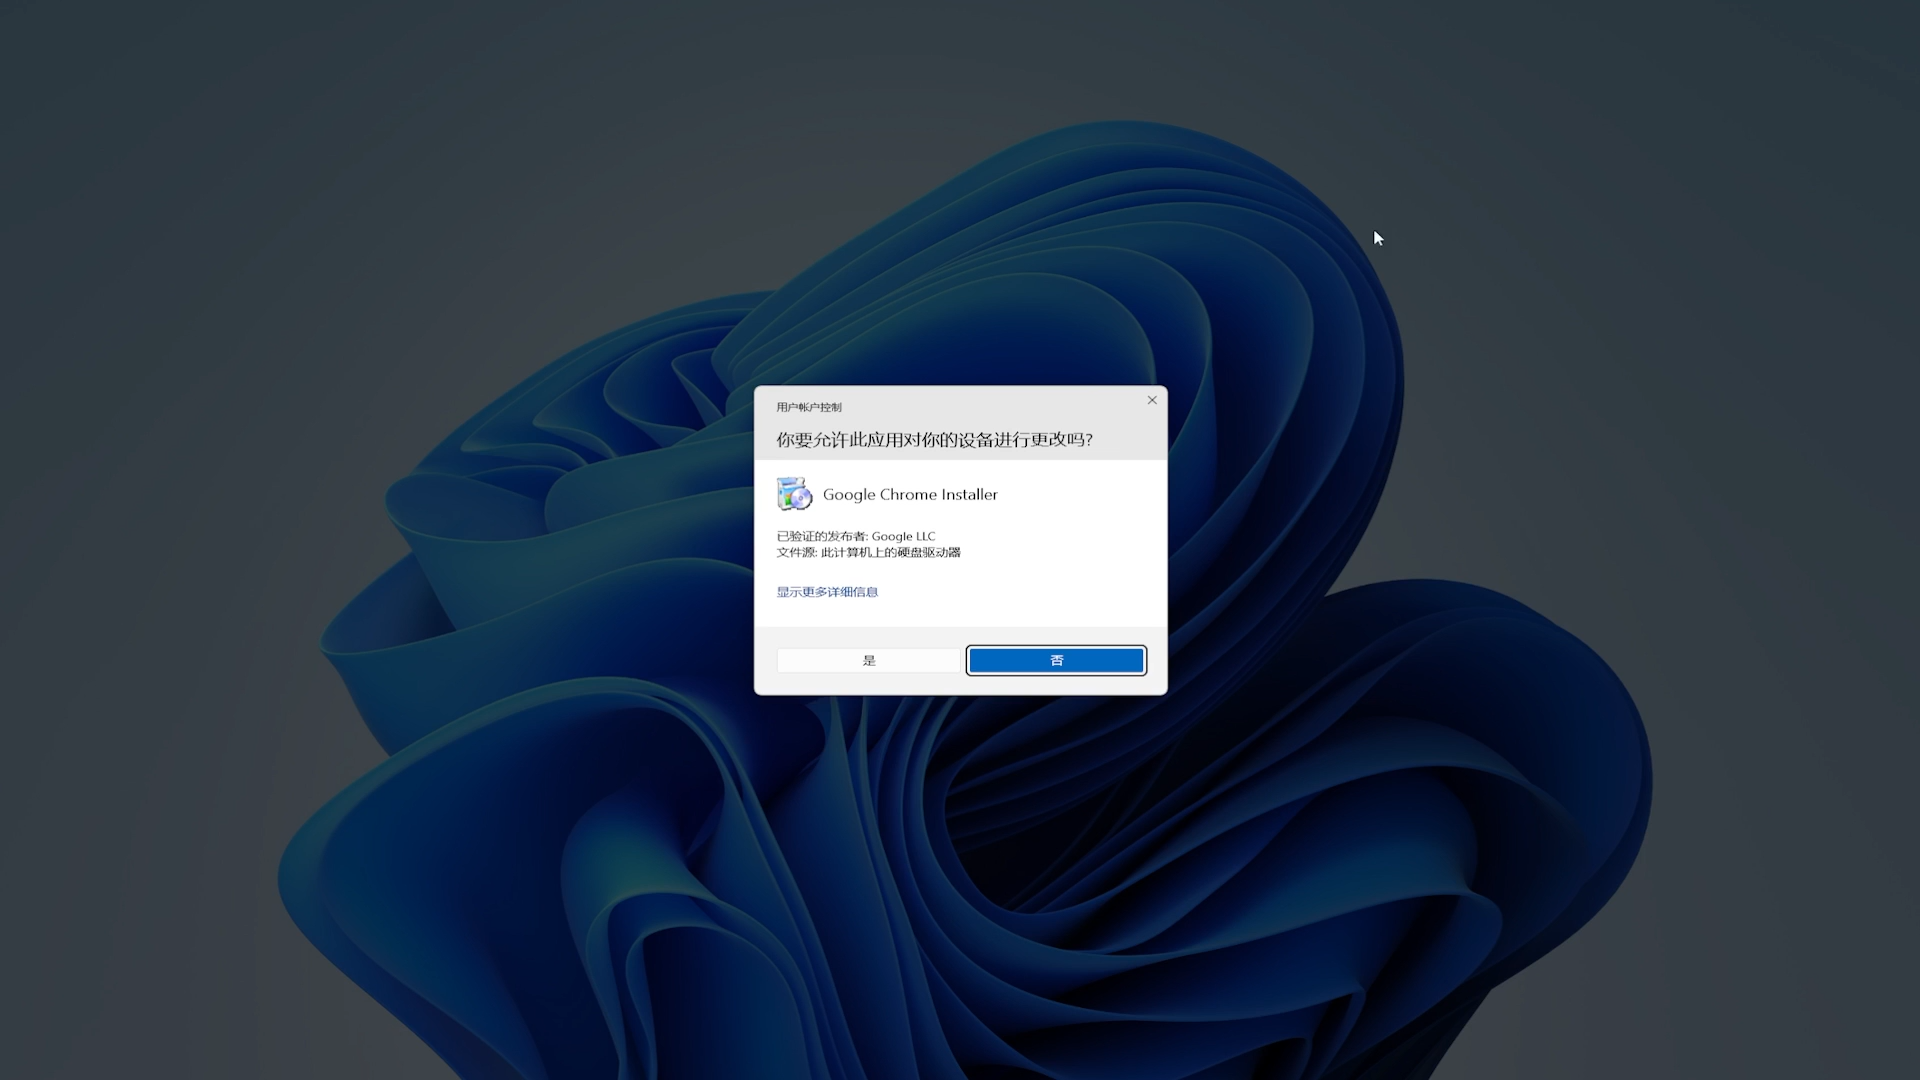 用户帐户控制
你要允许此应用对你的设备进行更改吗?
Google Chrome Installer
已验证的发布者: Google LLC
文件源: 此计算机上的硬盘驱动器
显示更多详细信息
是
否